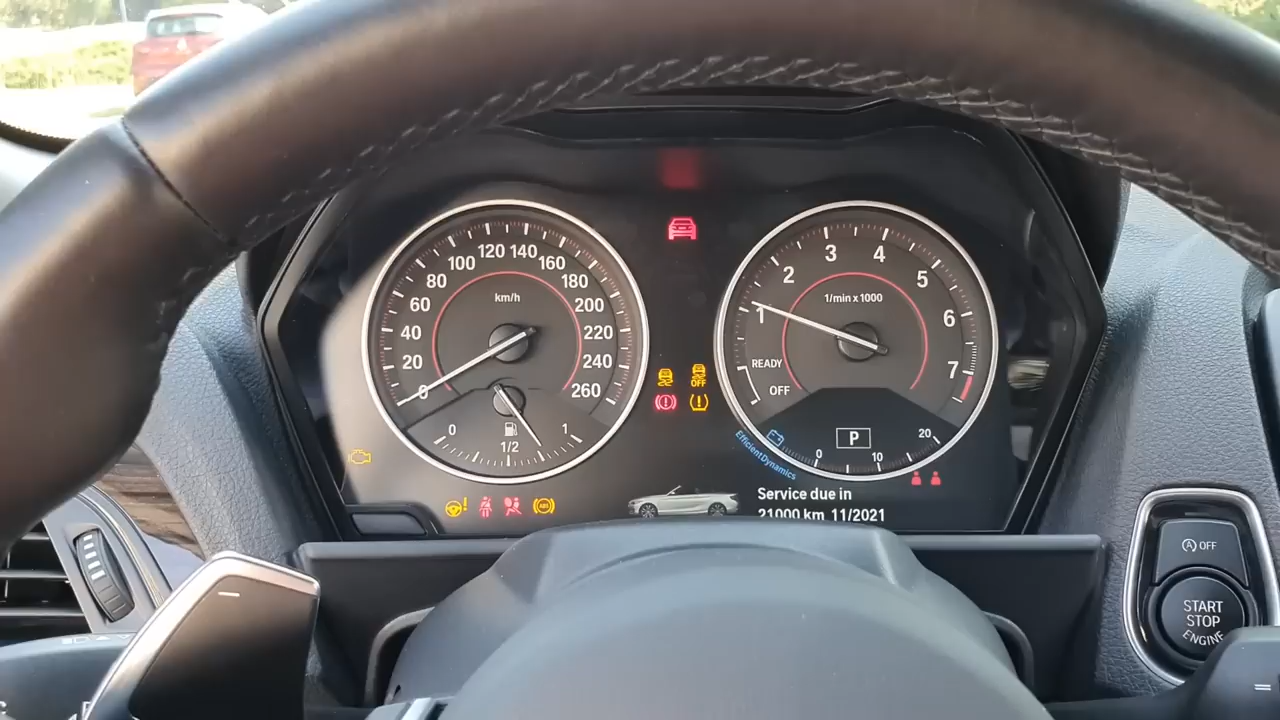 0
20
40
60
80
100
120
140
160
180
200
220
240
260
km/h
0
1/2
1
1
2
3
4
5
6
7
1/min x 1000
READY
OFF
EfficientDynamics
P
0
10
20
OFF
ABS
Service due in
21000 km 11/2021
A OFF
START
STOP
ENGINE